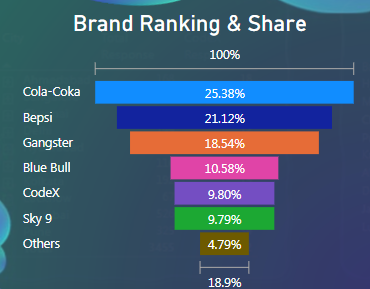 Brand Ranking & Share
100%
Cola-Coka 25.38%
Bepsi 21.12%
Gangster 18.54%
Blue Bull 10.58%
CodeX 9.80%
Sky 9 9.79%
Others 4.79%
18.9%